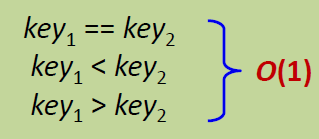 key₁ == key₂
key₁ < key₂
key₁ > key₂
O(1)